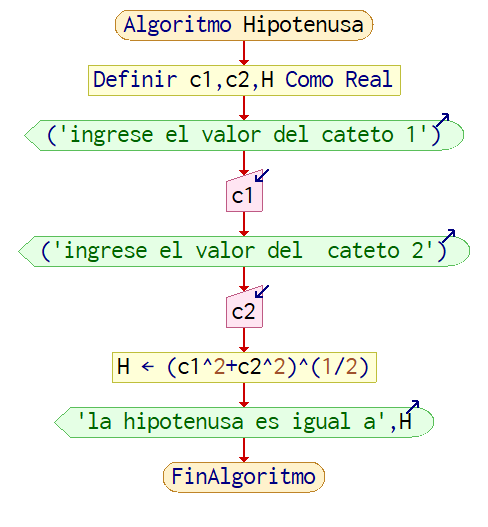 Algoritmo Hipotenusa
Definir c1,c2,H Como Real
('ingrese el valor del cateto 1')
c1
('ingrese el valor del  cateto 2')
c2
H ← (c1^2+c2^2)^(1/2)
'la hipotenusa es igual a',H
FinAlgoritmo